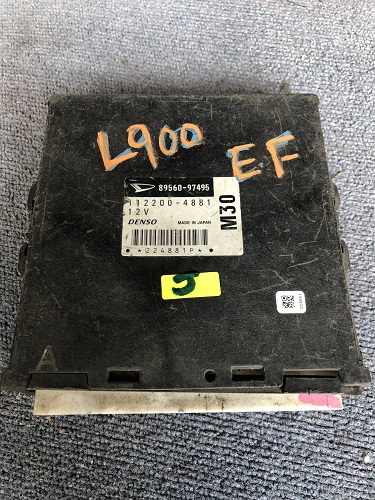 L900 EF
89560-97495
112200-4881
12V
DENSO MADE IN JAPAN
M30
*224881P*
5